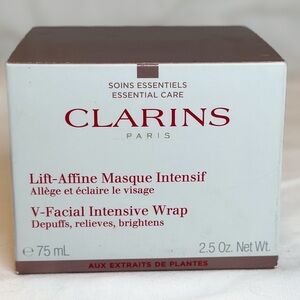 SOINS ESSENTIELS
ESSENTIAL CARE
CLARINS
PARIS
Lift-Affine Masque Intensif
Allège et éclaire le visage
V-Facial Intensive Wrap
Depuffs, relieves, brightens
℮ 75 mL 2.5 Oz. Net Wt.
AUX EXTRAITS DE PLANTES